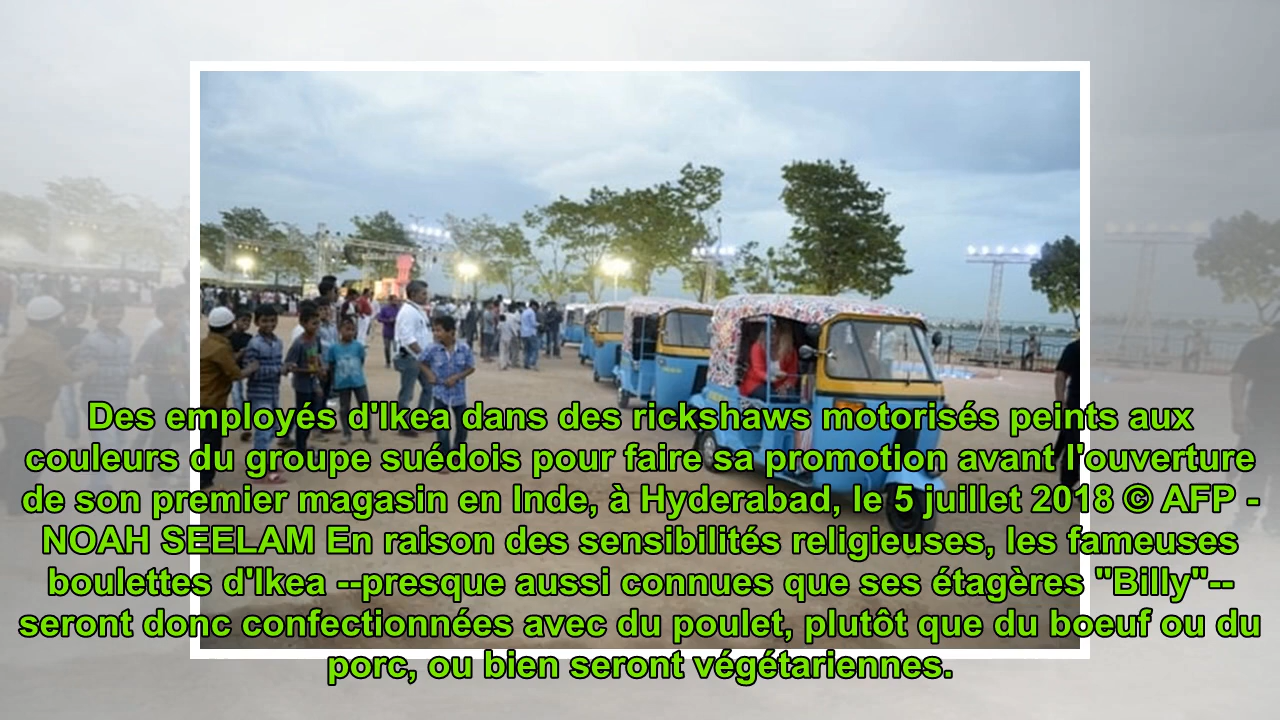 Des employés d'Ikea dans des rickshaws motorisés peints aux
couleurs du groupe suédois pour faire sa promotion avant l'ouverture
de son premier magasin en Inde, à Hyderabad, le 5 juillet 2018 © AFP -
NOAH SEELAM En raison des sensibilités religieuses, les fameuses
boulettes d'Ikea --presque aussi connues que ses étagères "Billy"--
seront donc confectionnées avec du poulet, plutôt que du boeuf ou du
porc, ou bien seront végétariennes.